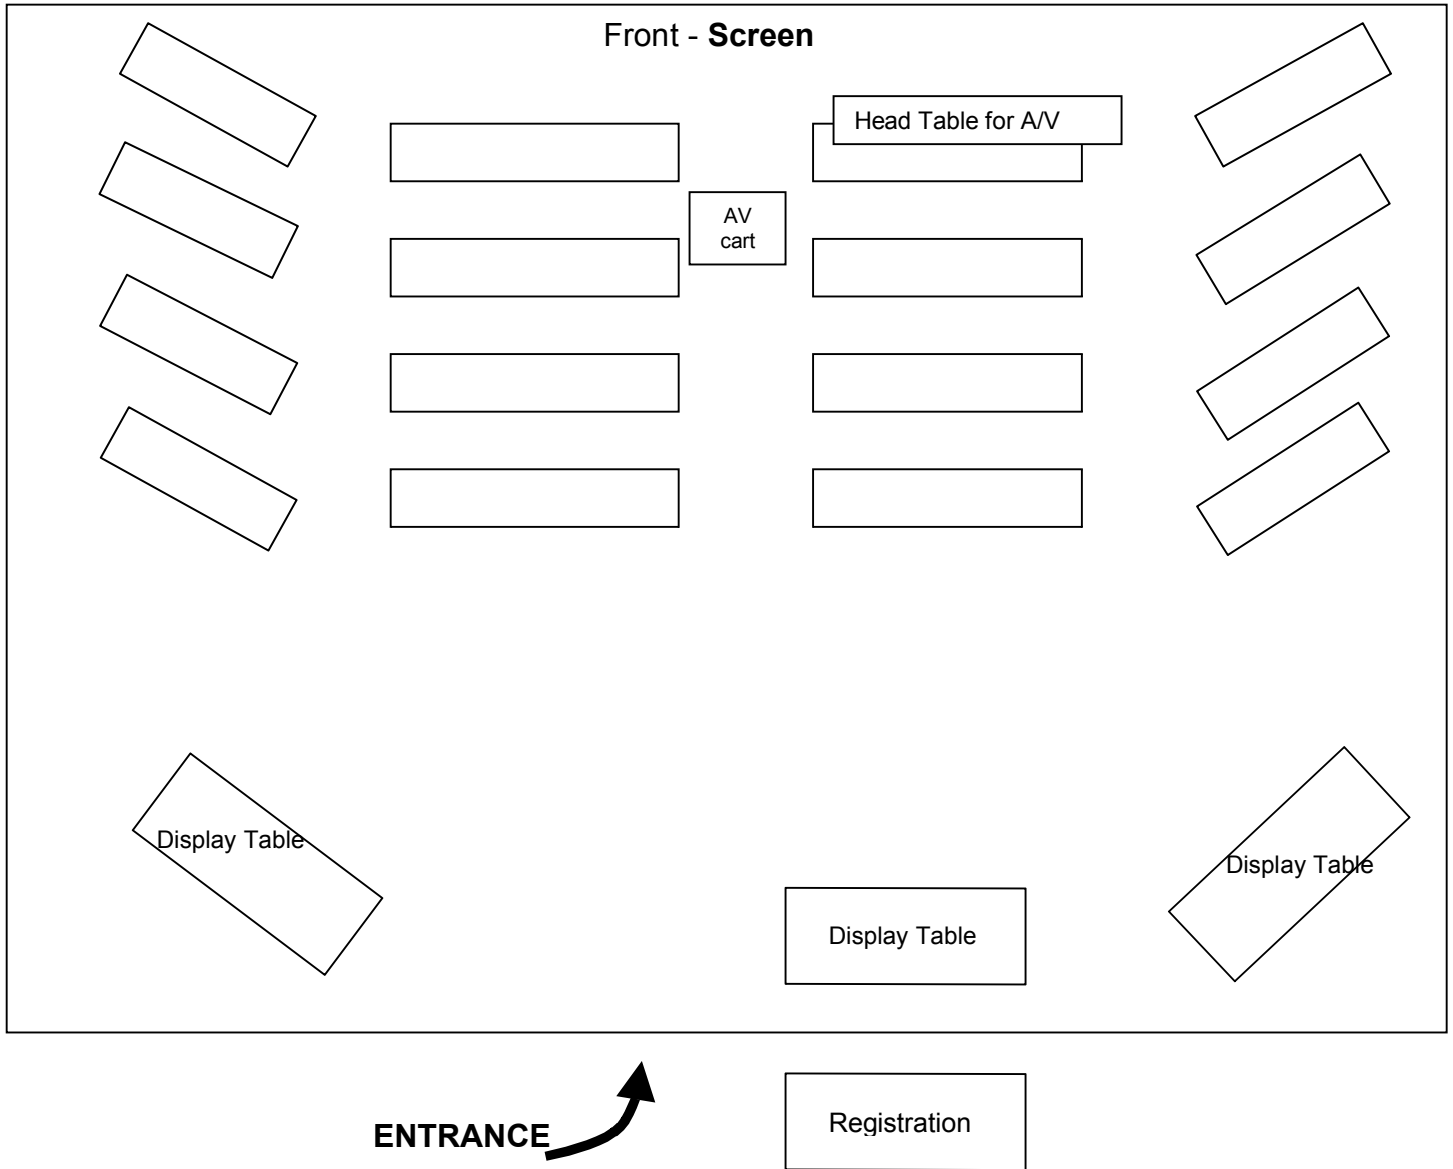 Front - Screen
Head Table for A/V
AV
cart
Display Table
Display Table
Display Table
Registration
ENTRANCE